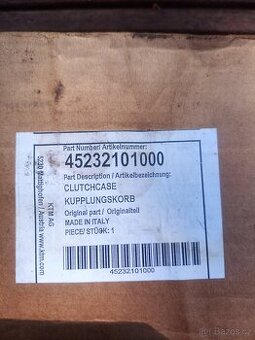 Part Number/ Artikelnummer:
45232101000
Part Description / Artikelbezeichnung:
CLUTCHCASE
KUPPLUNGSKORB
Original part / Originalteil
MADE IN ITALY
PIECE/ STÜGK: 1
45232101000
KTM AG
5230 Mattighofen / Austria
www.ktm.com